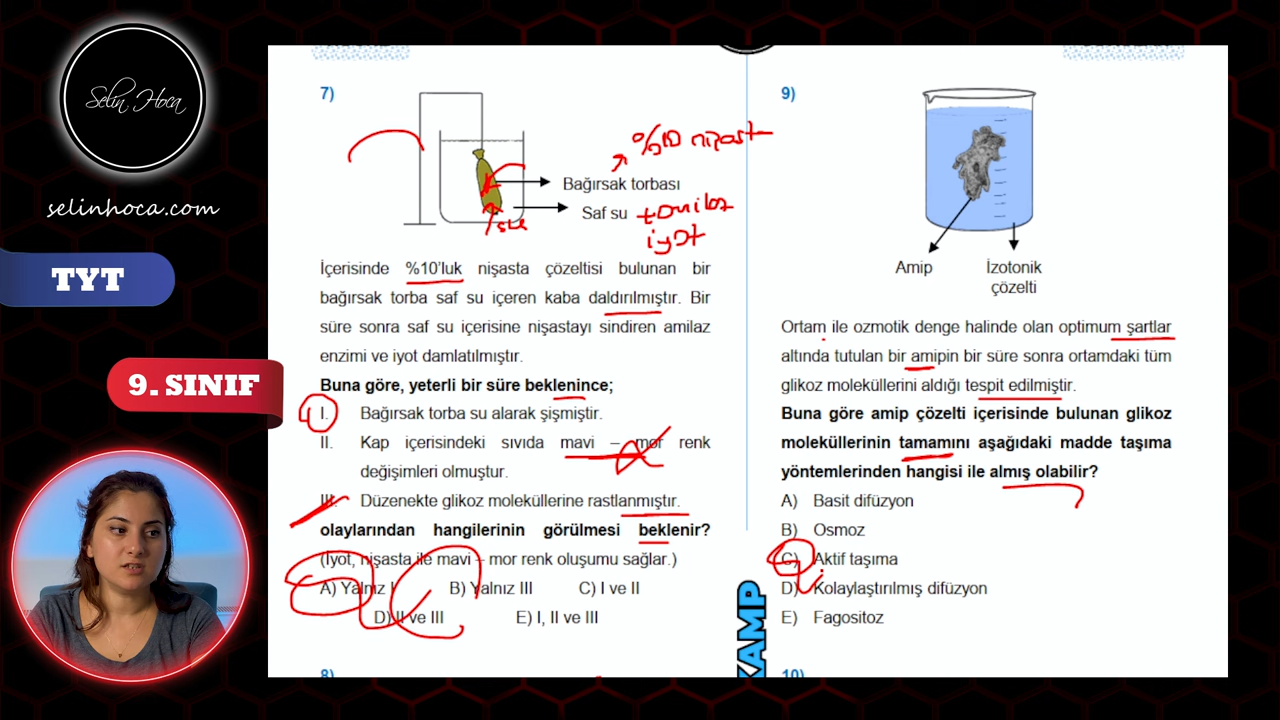 Selin Hoca
selinhoca.com
TYT
9. SINIF
7)
%10 nişast
Bağırsak torbası
Saf su
+amilaz
iyot
su
İçerisinde %10'luk nişasta çözeltisi bulunan bir
bağırsak torba saf su içeren kaba daldırılmıştır. Bir
süre sonra saf su içerisine nişastayı sindiren amilaz
enzimi ve iyot damlatılmıştır.
Buna göre, yeterli bir süre beklenince;
I. Bağırsak torba su alarak şişmiştir.
II. Kap içerisindeki sıvıda mavi – mor renk
değişimleri olmuştur.
III. Düzenekte glikoz moleküllerine rastlanmıştır.
olaylarından hangilerinin görülmesi beklenir?
(İyot, nişasta ile mavi – mor renk oluşumu sağlar.)
A) Yalnız I B) Yalnız III C) I ve II
D) II ve III E) I, II ve III
8)
KAMP
9)
Amip
İzotonik
çözelti
Ortam ile ozmotik denge halinde olan optimum şartlar
altında tutulan bir amipin bir süre sonra ortamdaki tüm
glikoz moleküllerini aldığı tespit edilmiştir.
Buna göre amip çözelti içerisinde bulunan glikoz
moleküllerinin tamamını aşağıdaki madde taşıma
yöntemlerinden hangisi ile almış olabilir?
A) Basit difüzyon
B) Osmoz
C) Aktif taşıma
D) Kolaylaştırılmış difüzyon
E) Fagositoz
10)